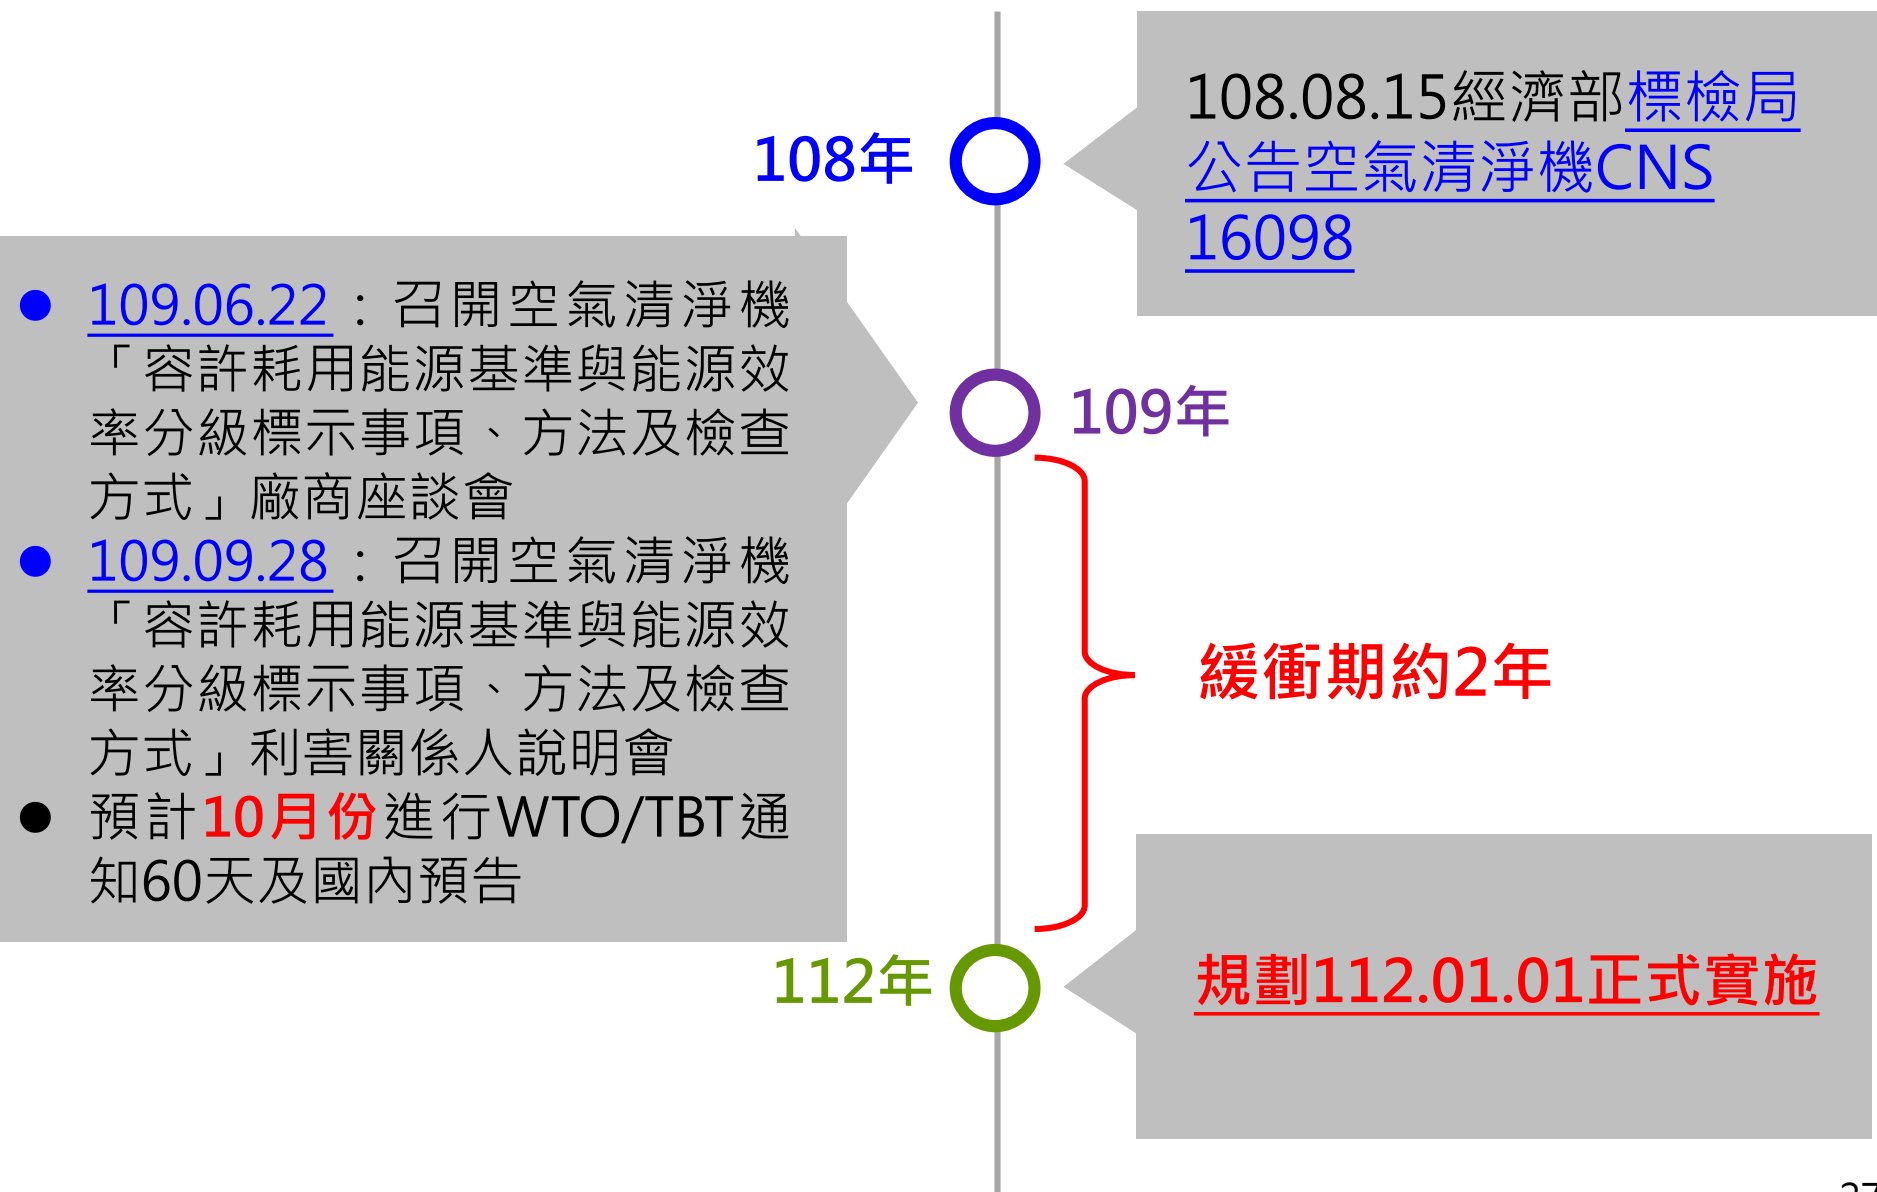 108年
108.08.15經濟部標檢局
公告空氣清淨機CNS
16098
● 109.06.22：召開空氣清淨機
「容許耗用能源基準與能源效
率分級標示事項、方法及檢查
方式」廠商座談會
● 109.09.28：召開空氣清淨機
「容許耗用能源基準與能源效
率分級標示事項、方法及檢查
方式」利害關係人說明會
● 預計10月份進行WTO/TBT通
知60天及國內預告
109年
緩衝期約2年
112年
規劃112.01.01正式實施